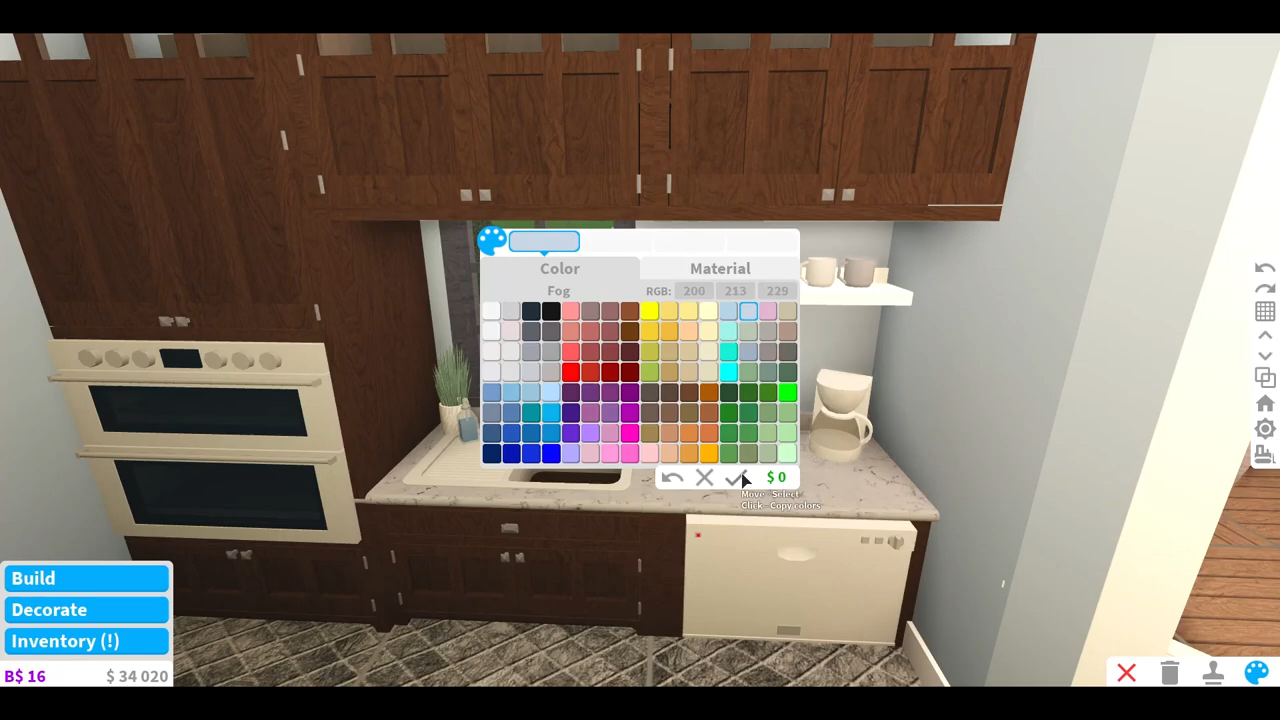 Color
Material
Fog
RGB: 200 213 229
$ 0
Move - Select
Click - Copy colors
Build
Decorate
Inventory (!)
B$ 16
$ 34 020